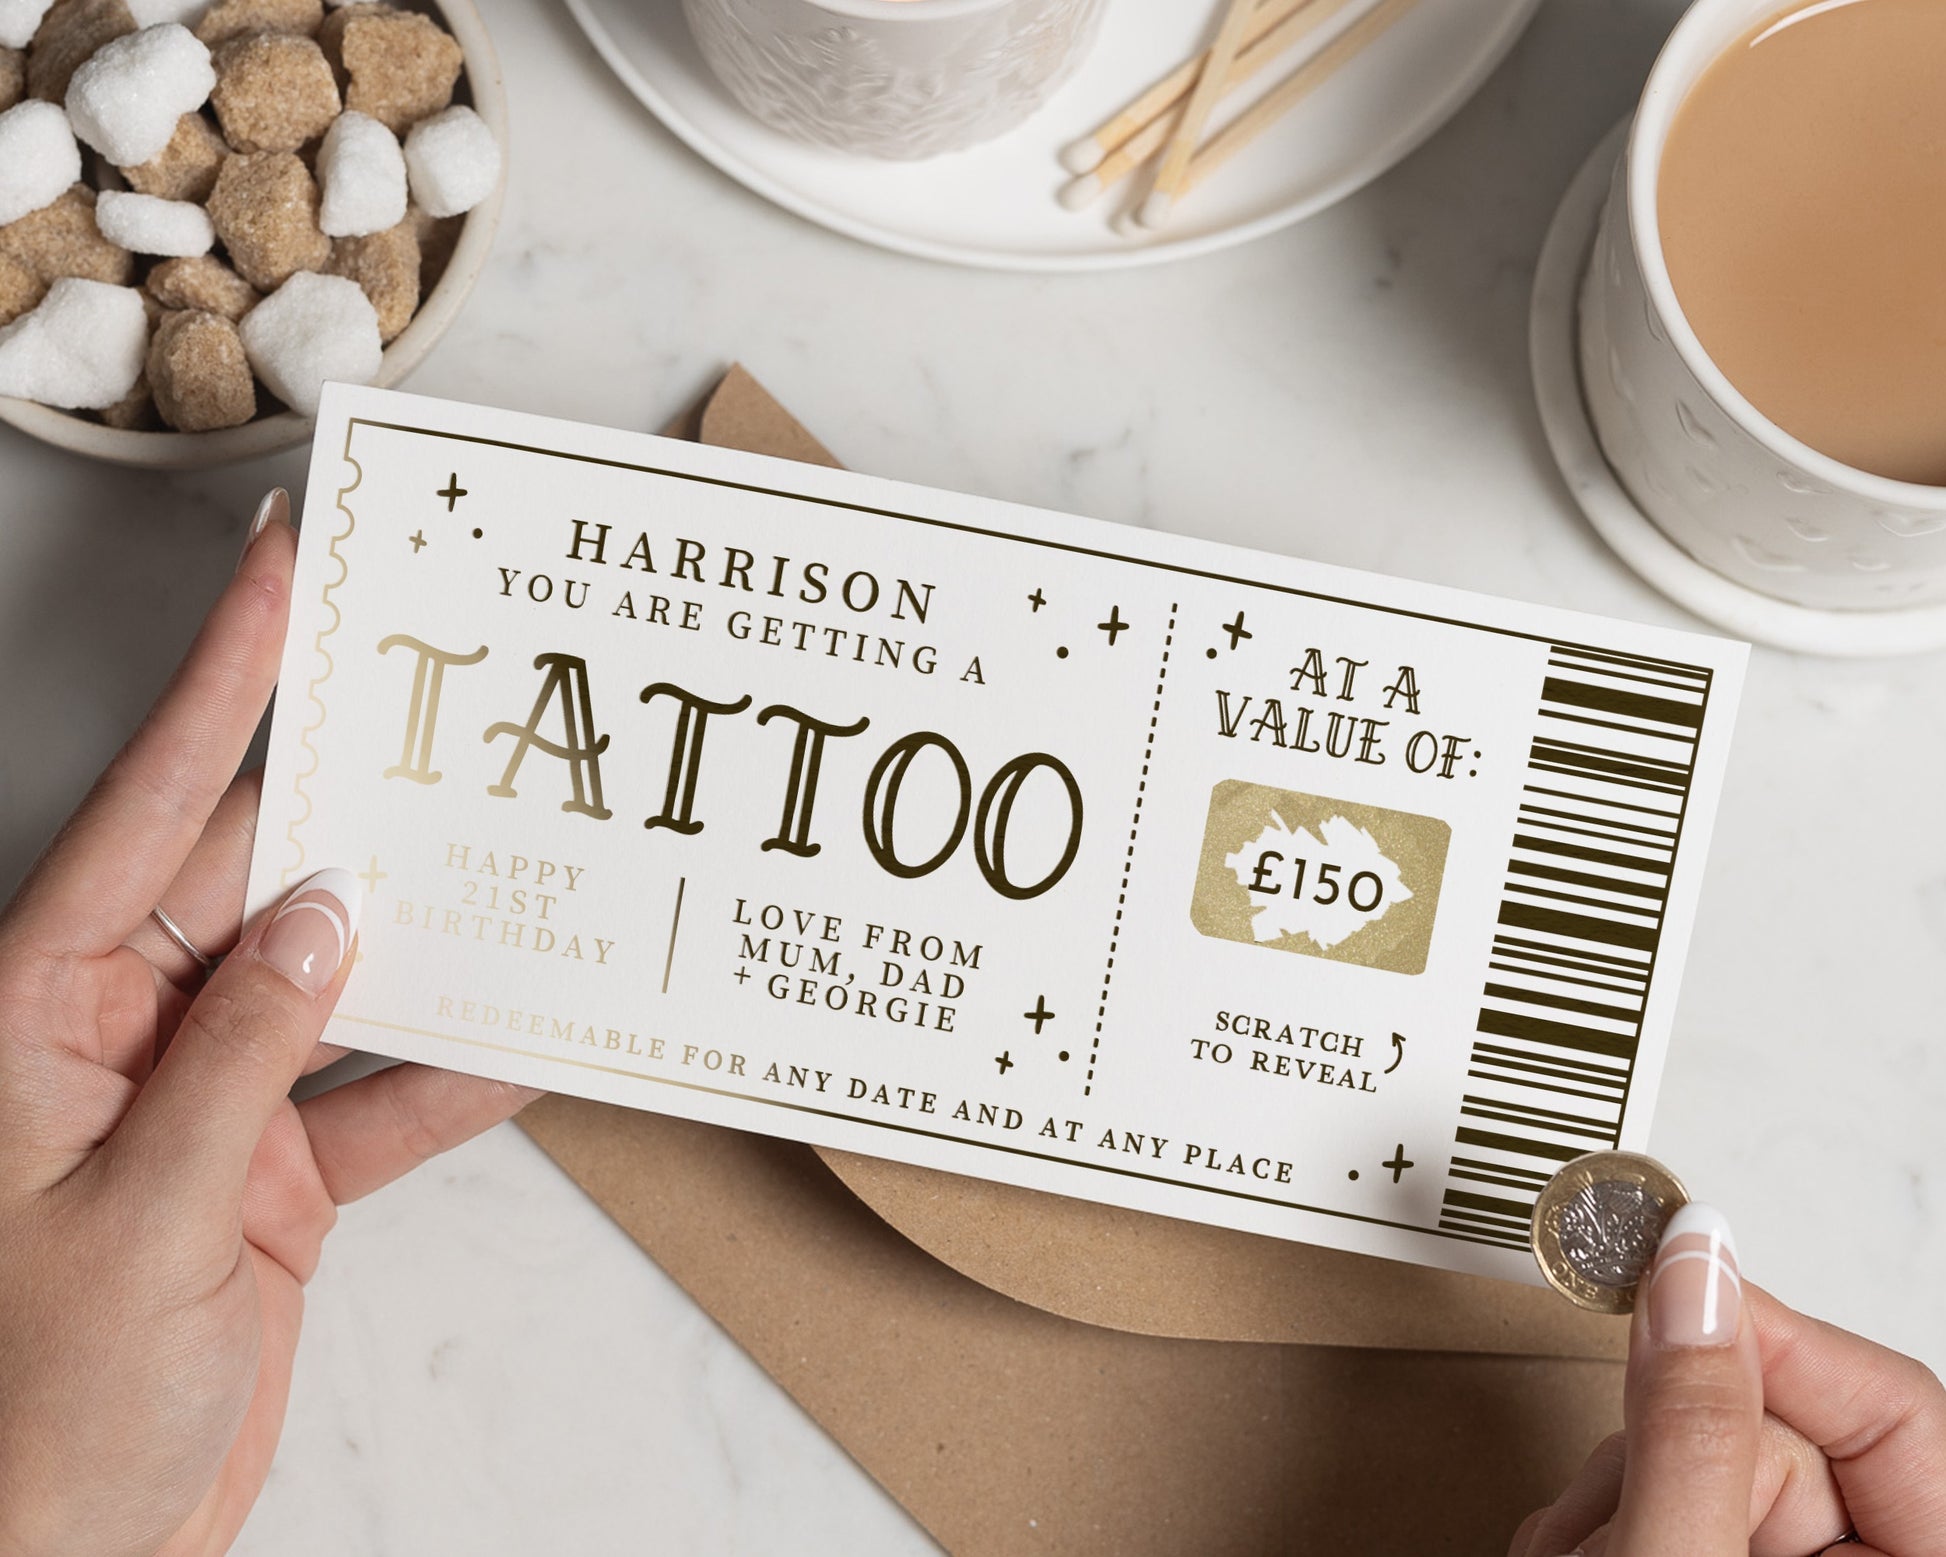 HARRISON
YOU ARE GETTING A
TATTOO
HAPPY
21ST
BIRTHDAY
LOVE FROM
MUM, DAD
+ GEORGIE
REDEEMABLE FOR ANY DATE AND AT ANY PLACE
AT A
VALUE OF:
£150
SCRATCH
TO REVEAL
ONE